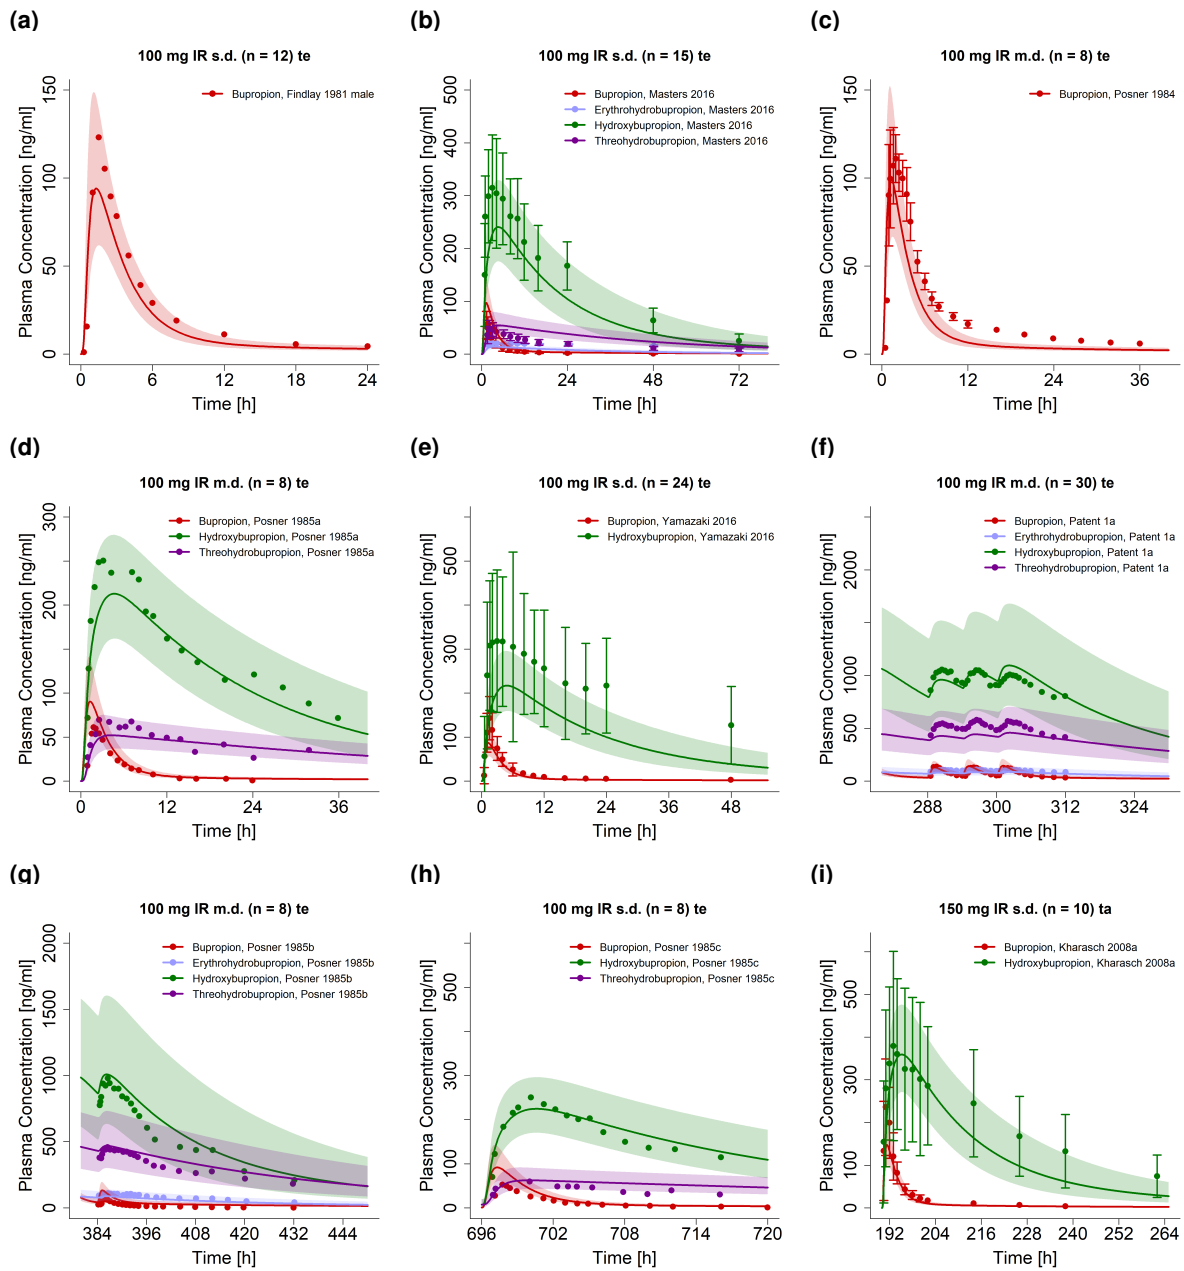 (a)
100 mg IR s.d. (n = 12) te
Bupropion, Findlay 1981 male
Plasma Concentration [ng/ml]
150
100
50
0
0 6 12 18 24
Time [h]
(b)
100 mg IR s.d. (n = 15) te
Bupropion, Masters 2016
Erythrohydrobupropion, Masters 2016
Hydroxybupropion, Masters 2016
Threohydrobupropion, Masters 2016
Plasma Concentration [ng/ml]
500
400
300
200
100
0
0 24 48 72
Time [h]
(c)
100 mg IR m.d. (n = 8) te
Bupropion, Posner 1984
Plasma Concentration [ng/ml]
150
100
50
0
0 12 24 36
Time [h]
(d)
100 mg IR m.d. (n = 8) te
Bupropion, Posner 1985a
Hydroxybupropion, Posner 1985a
Threohydrobupropion, Posner 1985a
Plasma Concentration [ng/ml]
300
200
100
50
0
0 12 24 36
Time [h]
(e)
100 mg IR s.d. (n = 24) te
Bupropion, Yamazaki 2016
Hydroxybupropion, Yamazaki 2016
Plasma Concentration [ng/ml]
500
300
100
0
0 12 24 36 48
Time [h]
(f)
100 mg IR m.d. (n = 30) te
Bupropion, Patent 1a
Erythrohydrobupropion, Patent 1a
Hydroxybupropion, Patent 1a
Threohydrobupropion, Patent 1a
Plasma Concentration [ng/ml]
2000
1000
500
0
288 300 312 324
Time [h]
(g)
100 mg IR m.d. (n = 8) te
Bupropion, Posner 1985b
Erythrohydrobupropion, Posner 1985b
Hydroxybupropion, Posner 1985b
Threohydrobupropion, Posner 1985b
Plasma Concentration [ng/ml]
2000
1500
1000
500
0
384 396 408 420 432 448
Time [h]
(h)
100 mg IR s.d. (n = 8) te
Bupropion, Posner 1985c
Hydroxybupropion, Posner 1985c
Threohydrobupropion, Posner 1985c
Plasma Concentration [ng/ml]
500
300
200
100
0
696 702 708 714 720
Time [h]
(i)
150 mg IR s.d. (n = 10) ta
Bupropion, Kharasch 2008a
Hydroxybupropion, Kharasch 2008a
Plasma Concentration [ng/ml]
500
300
100
0
192 204 216 228 240 252 264
Time [h]